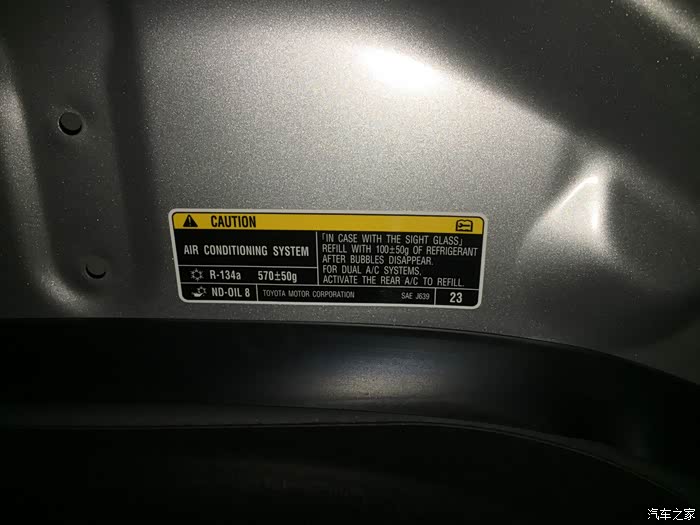 CAUTION
AIR CONDITIONING SYSTEM
R-134a 570±50g
ND-OIL 8
「IN CASE WITH THE SIGHT GLASS」
REFILL WITH 100±50g OF REFRIGERANT
AFTER BUBBLES DISAPPEAR.
FOR DUAL A/C SYSTEMS.
ACTIVATE THE REAR A/C TO REFILL.
TOYOTA MOTOR CORPORATION SAE J639
23
汽车之家